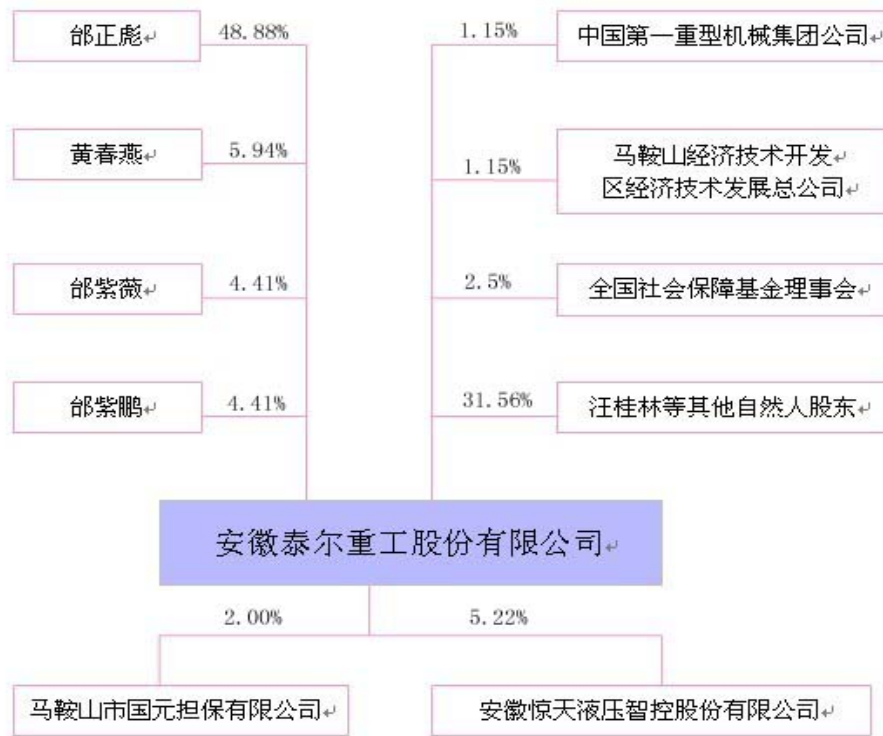 邰正彪
48.88%
1.15%
中国第一重型机械集团公司
黄春燕
5.94%
1.15%
马鞍山经济技术开发
区经济技术发展总公司
邰紫薇
4.41%
2.5%
全国社会保障基金理事会
邰紫鹏
4.41%
31.56%
汪桂林等其他自然人股东
安徽泰尔重工股份有限公司
2.00%
5.22%
马鞍山市国元担保有限公司
安徽惊天液压智控股份有限公司